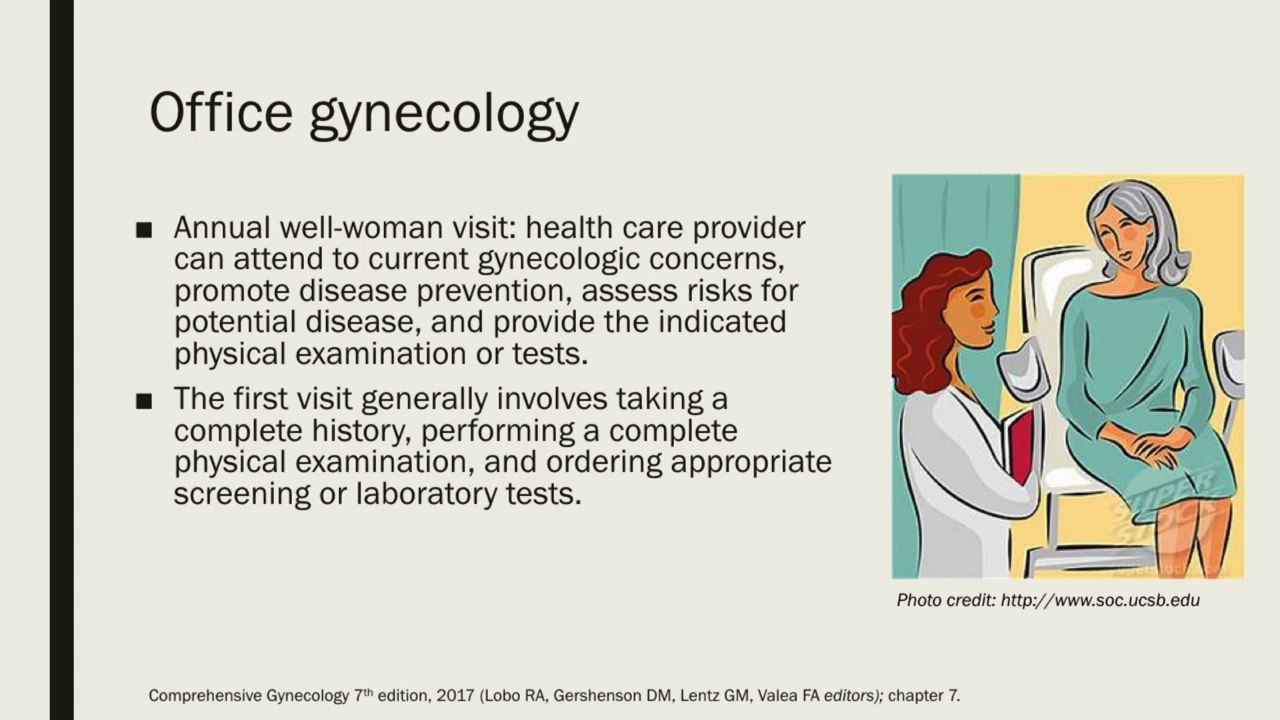 Office gynecology
■ Annual well-woman visit: health care provider
can attend to current gynecologic concerns,
promote disease prevention, assess risks for
potential disease, and provide the indicated
physical examination or tests.
■ The first visit generally involves taking a
complete history, performing a complete
physical examination, and ordering appropriate
screening or laboratory tests.
SUPER
STOCK
Photo credit: http://www.soc.ucsb.edu
Comprehensive Gynecology 7th edition, 2017 (Lobo RA, Gershenson DM, Lentz GM, Valea FA editors); chapter 7.